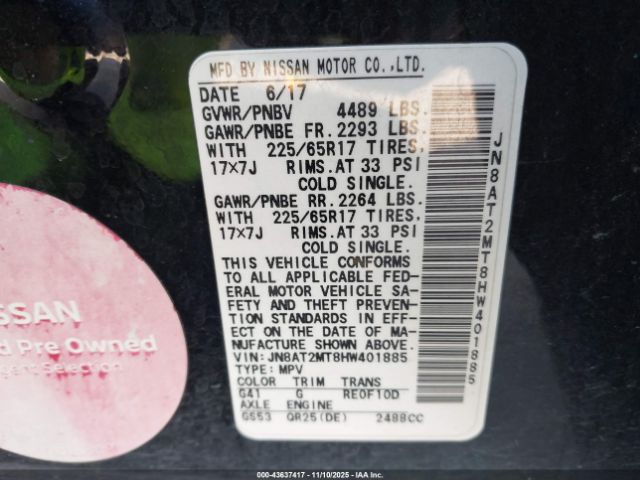 MFD BY NISSAN MOTOR CO.,LTD.
DATE 6/17
GVWR/PNBV 4489 LBS.
GAWR/PNBE FR. 2293 LBS.
WITH 225/65R17 TIRES,
17×7J RIMS.AT 33 PSI
COLD SINGLE.
GAWR/PNBE RR. 2264 LBS.
WITH 225/65R17 TIRES,
17×7J RIMS.AT 33 PSI
COLD SINGLE.
THIS VEHICLE CONFORMS
TO ALL APPLICABLE FED-
ERAL MOTOR VEHICLE SA-
FETY AND THEFT PREVEN-
TION STANDARDS IN EFF-
ECT ON THE DATE OF MA-
NUFACTURE SHOWN ABOVE.
VIN: JN8AT2MT8HW401885
TYPE: MPV
COLOR TRIM TRANS
G41 G RE0F10D
AXLE ENGINE
GS53 QR25(DE) 2488CC
JN8AT2MT8HW401885
SSAN
d Pre Owned
gent Selection
000-43637417 - 11/10/2025 - IAA, Inc.